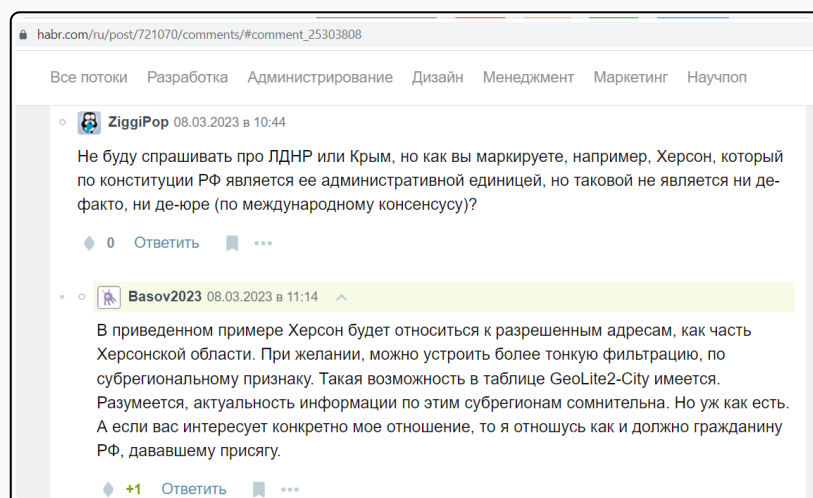 habr.com/ru/post/721070/comments/#comment_25303808
Все потоки Разработка Администрирование Дизайн Менеджмент Маркетинг Научпоп
ZiggiPop 08.03.2023 в 10:44
Не буду спрашивать про ЛДНР или Крым, но как вы маркируете, например, Херсон, который
по конституции РФ является ее административной единицей, но таковой не является ни де-
факто, ни де-юре (по международному консенсусу)?
0 Ответить •••
Basov2023 08.03.2023 в 11:14
В приведенном примере Херсон будет относиться к разрешенным адресам, как часть
Херсонской области. При желании, можно устроить более тонкую фильтрацию, по
субрегиональному признаку. Такая возможность в таблице GeoLite2-City имеется.
Разумеется, актуальность информации по этим субрегионам сомнительна. Но уж как есть.
А если вас интересует конкретно мое отношение, то я отношусь как и должно гражданину
РФ, дававшему присягу.
+1 Ответить •••